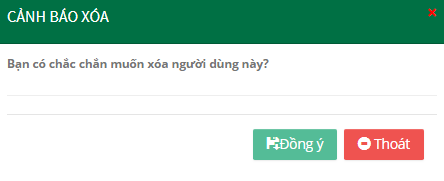 CẢNH BÁO XÓA
Bạn có chắc chắn muốn xóa người dùng này?
Đồng ý Thoát